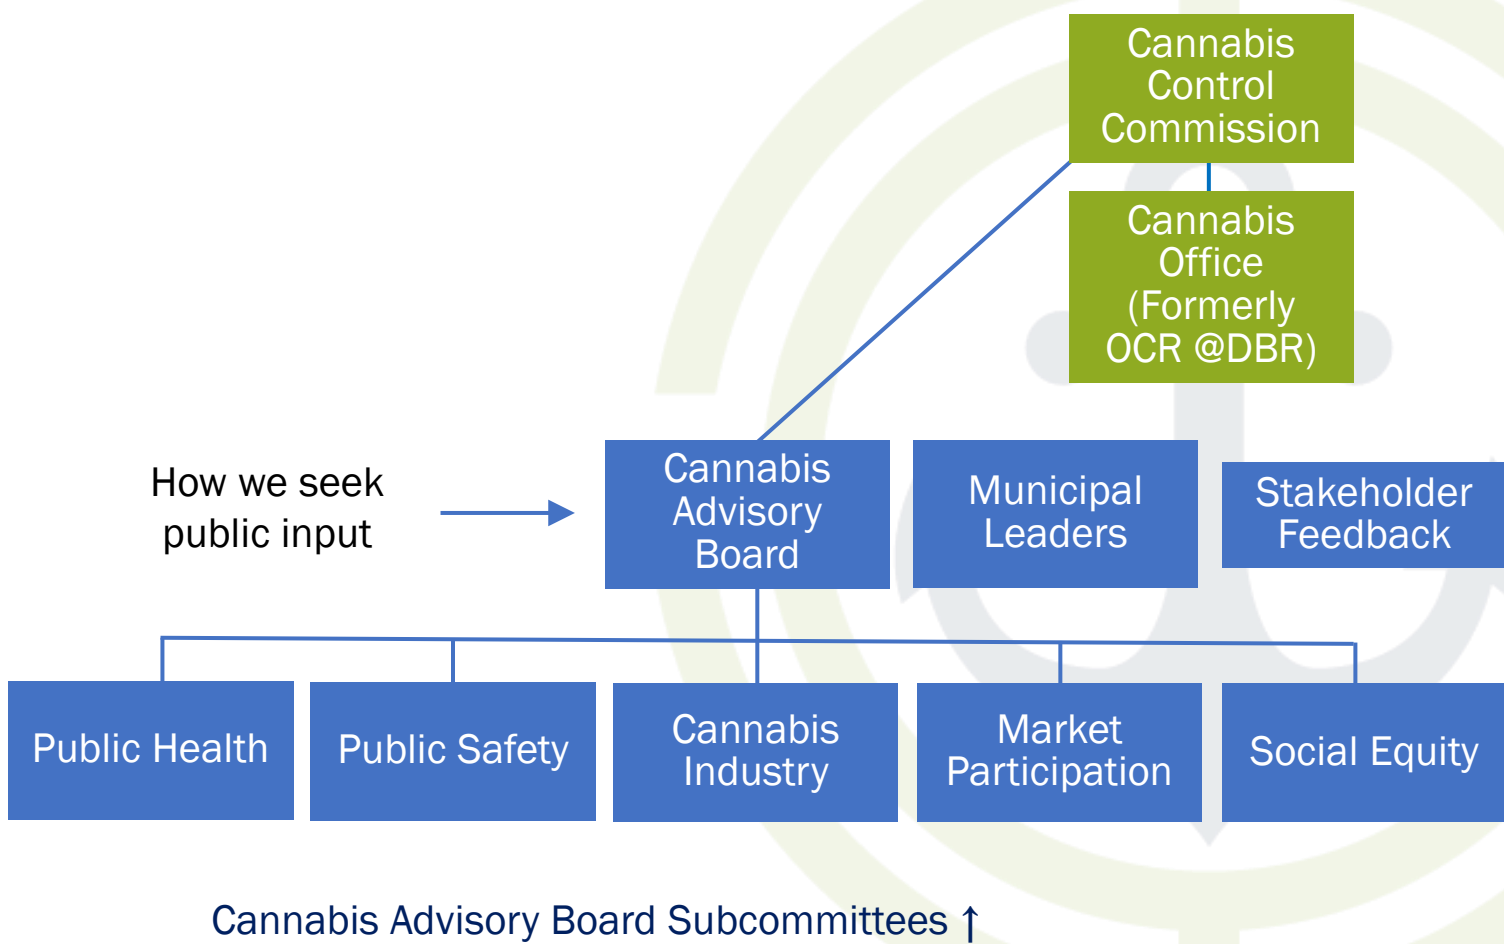 Cannabis
Control
Commission
Cannabis
Office
(Formerly
OCR @DBR)
How we seek
public input
Cannabis
Advisory
Board
Municipal
Leaders
Stakeholder
Feedback
Public Health
Public Safety
Cannabis
Industry
Market
Participation
Social Equity
Cannabis Advisory Board Subcommittees ↑